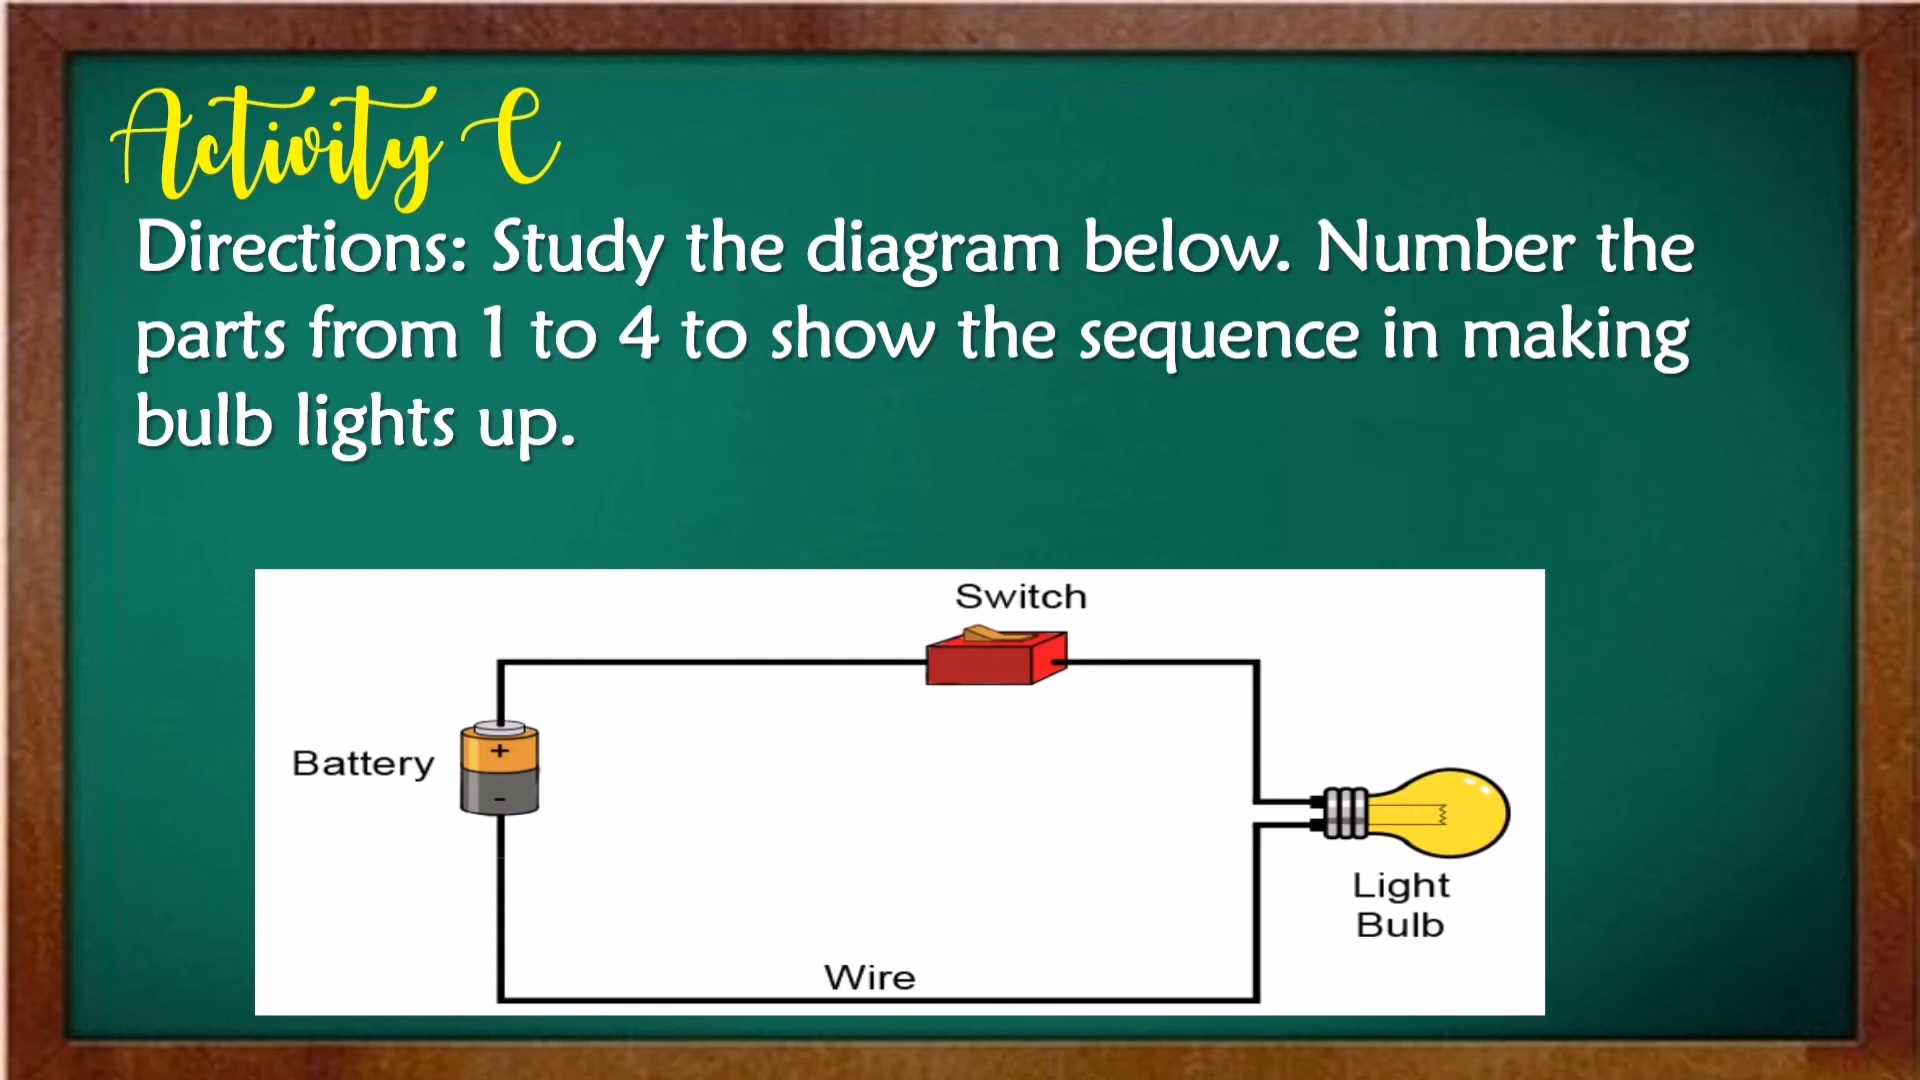 Activity C
Directions: Study the diagram below. Number the
parts from 1 to 4 to show the sequence in making
bulb lights up.
Switch
Battery
+
-
Light
Bulb
Wire